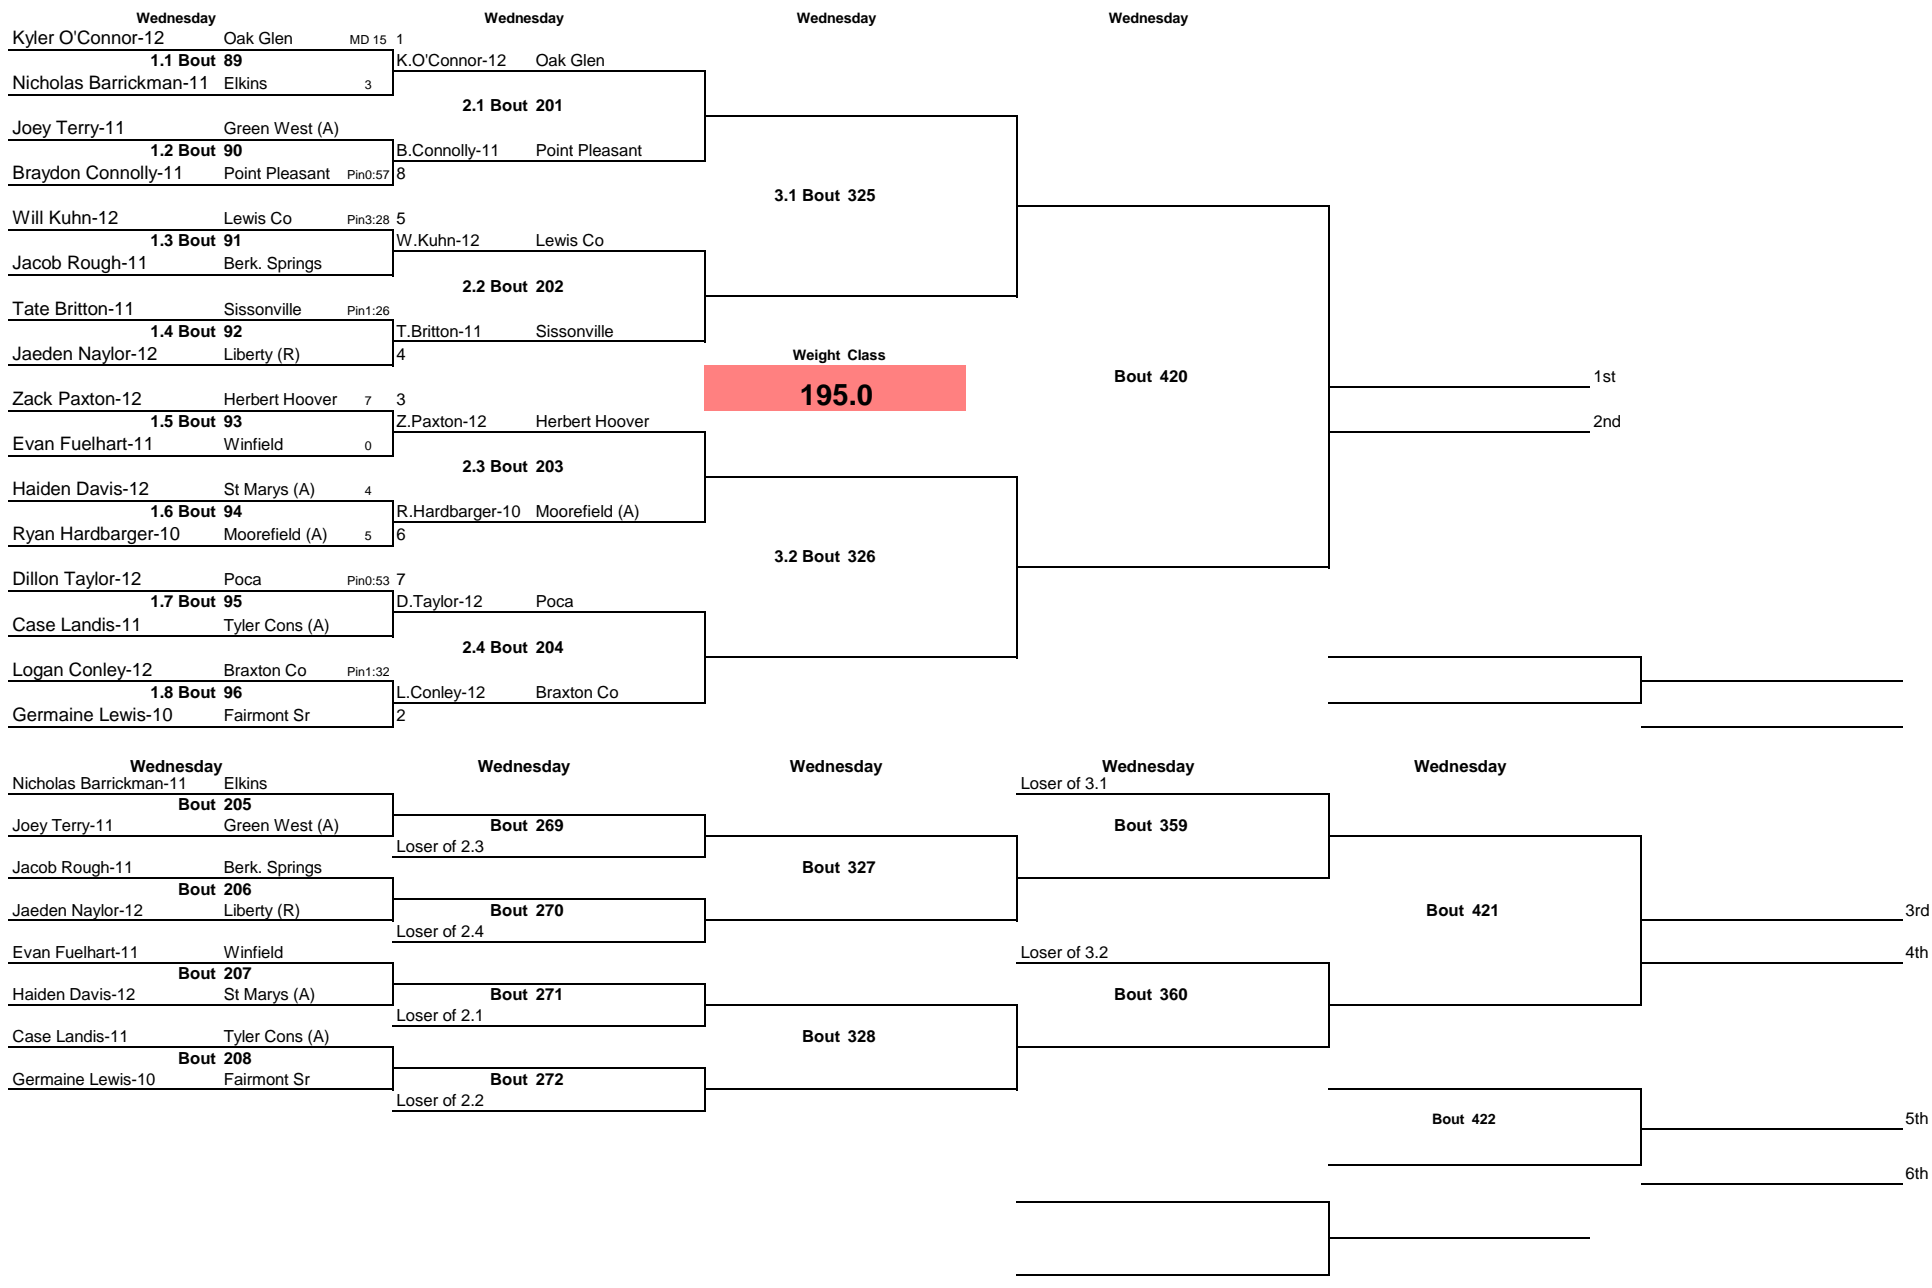 Wednesday Wednesday Wednesday Wednesday
Kyler O'Connor-12 Oak Glen MD 15 1
1.1 Bout 89 K.O'Connor-12 Oak Glen
Nicholas Barrickman-11 Elkins 3
2.1 Bout 201
Joey Terry-11 Green West (A)
1.2 Bout 90 B.Connolly-11 Point Pleasant
Braydon Connolly-11 Point Pleasant Pin0:57 8
3.1 Bout 325
Will Kuhn-12 Lewis Co Pin3:28 5
1.3 Bout 91 W.Kuhn-12 Lewis Co
Jacob Rough-11 Berk. Springs
2.2 Bout 202
Tate Britton-11 Sissonville Pin1:26
1.4 Bout 92 T.Britton-11 Sissonville
Jaeden Naylor-12 Liberty (R) 4 Weight Class
Bout 420 1st
195.0
Zack Paxton-12 Herbert Hoover 7 3
1.5 Bout 93 Z.Paxton-12 Herbert Hoover 2nd
Evan Fuelhart-11 Winfield 0
2.3 Bout 203
Haiden Davis-12 St Marys (A) 4
1.6 Bout 94 R.Hardbarger-10 Moorefield (A)
Ryan Hardbarger-10 Moorefield (A) 5 6
3.2 Bout 326
Dillon Taylor-12 Poca Pin0:53 7
1.7 Bout 95 D.Taylor-12 Poca
Case Landis-11 Tyler Cons (A)
2.4 Bout 204
Logan Conley-12 Braxton Co Pin1:32
1.8 Bout 96 L.Conley-12 Braxton Co
Germaine Lewis-10 Fairmont Sr 2
Wednesday Wednesday Wednesday Wednesday Wednesday
Nicholas Barrickman-11 Elkins Loser of 3.1
Bout 205
Joey Terry-11 Green West (A) Bout 269 Bout 359
Loser of 2.3
Jacob Rough-11 Berk. Springs Bout 327
Bout 206
Jaeden Naylor-12 Liberty (R) Bout 270 Bout 421 3rd
Loser of 2.4
Evan Fuelhart-11 Winfield Loser of 3.2 4th
Bout 207
Haiden Davis-12 St Marys (A) Bout 271 Bout 360
Loser of 2.1
Case Landis-11 Tyler Cons (A) Bout 328
Bout 208
Germaine Lewis-10 Fairmont Sr Bout 272
Loser of 2.2
Bout 422 5th
6th